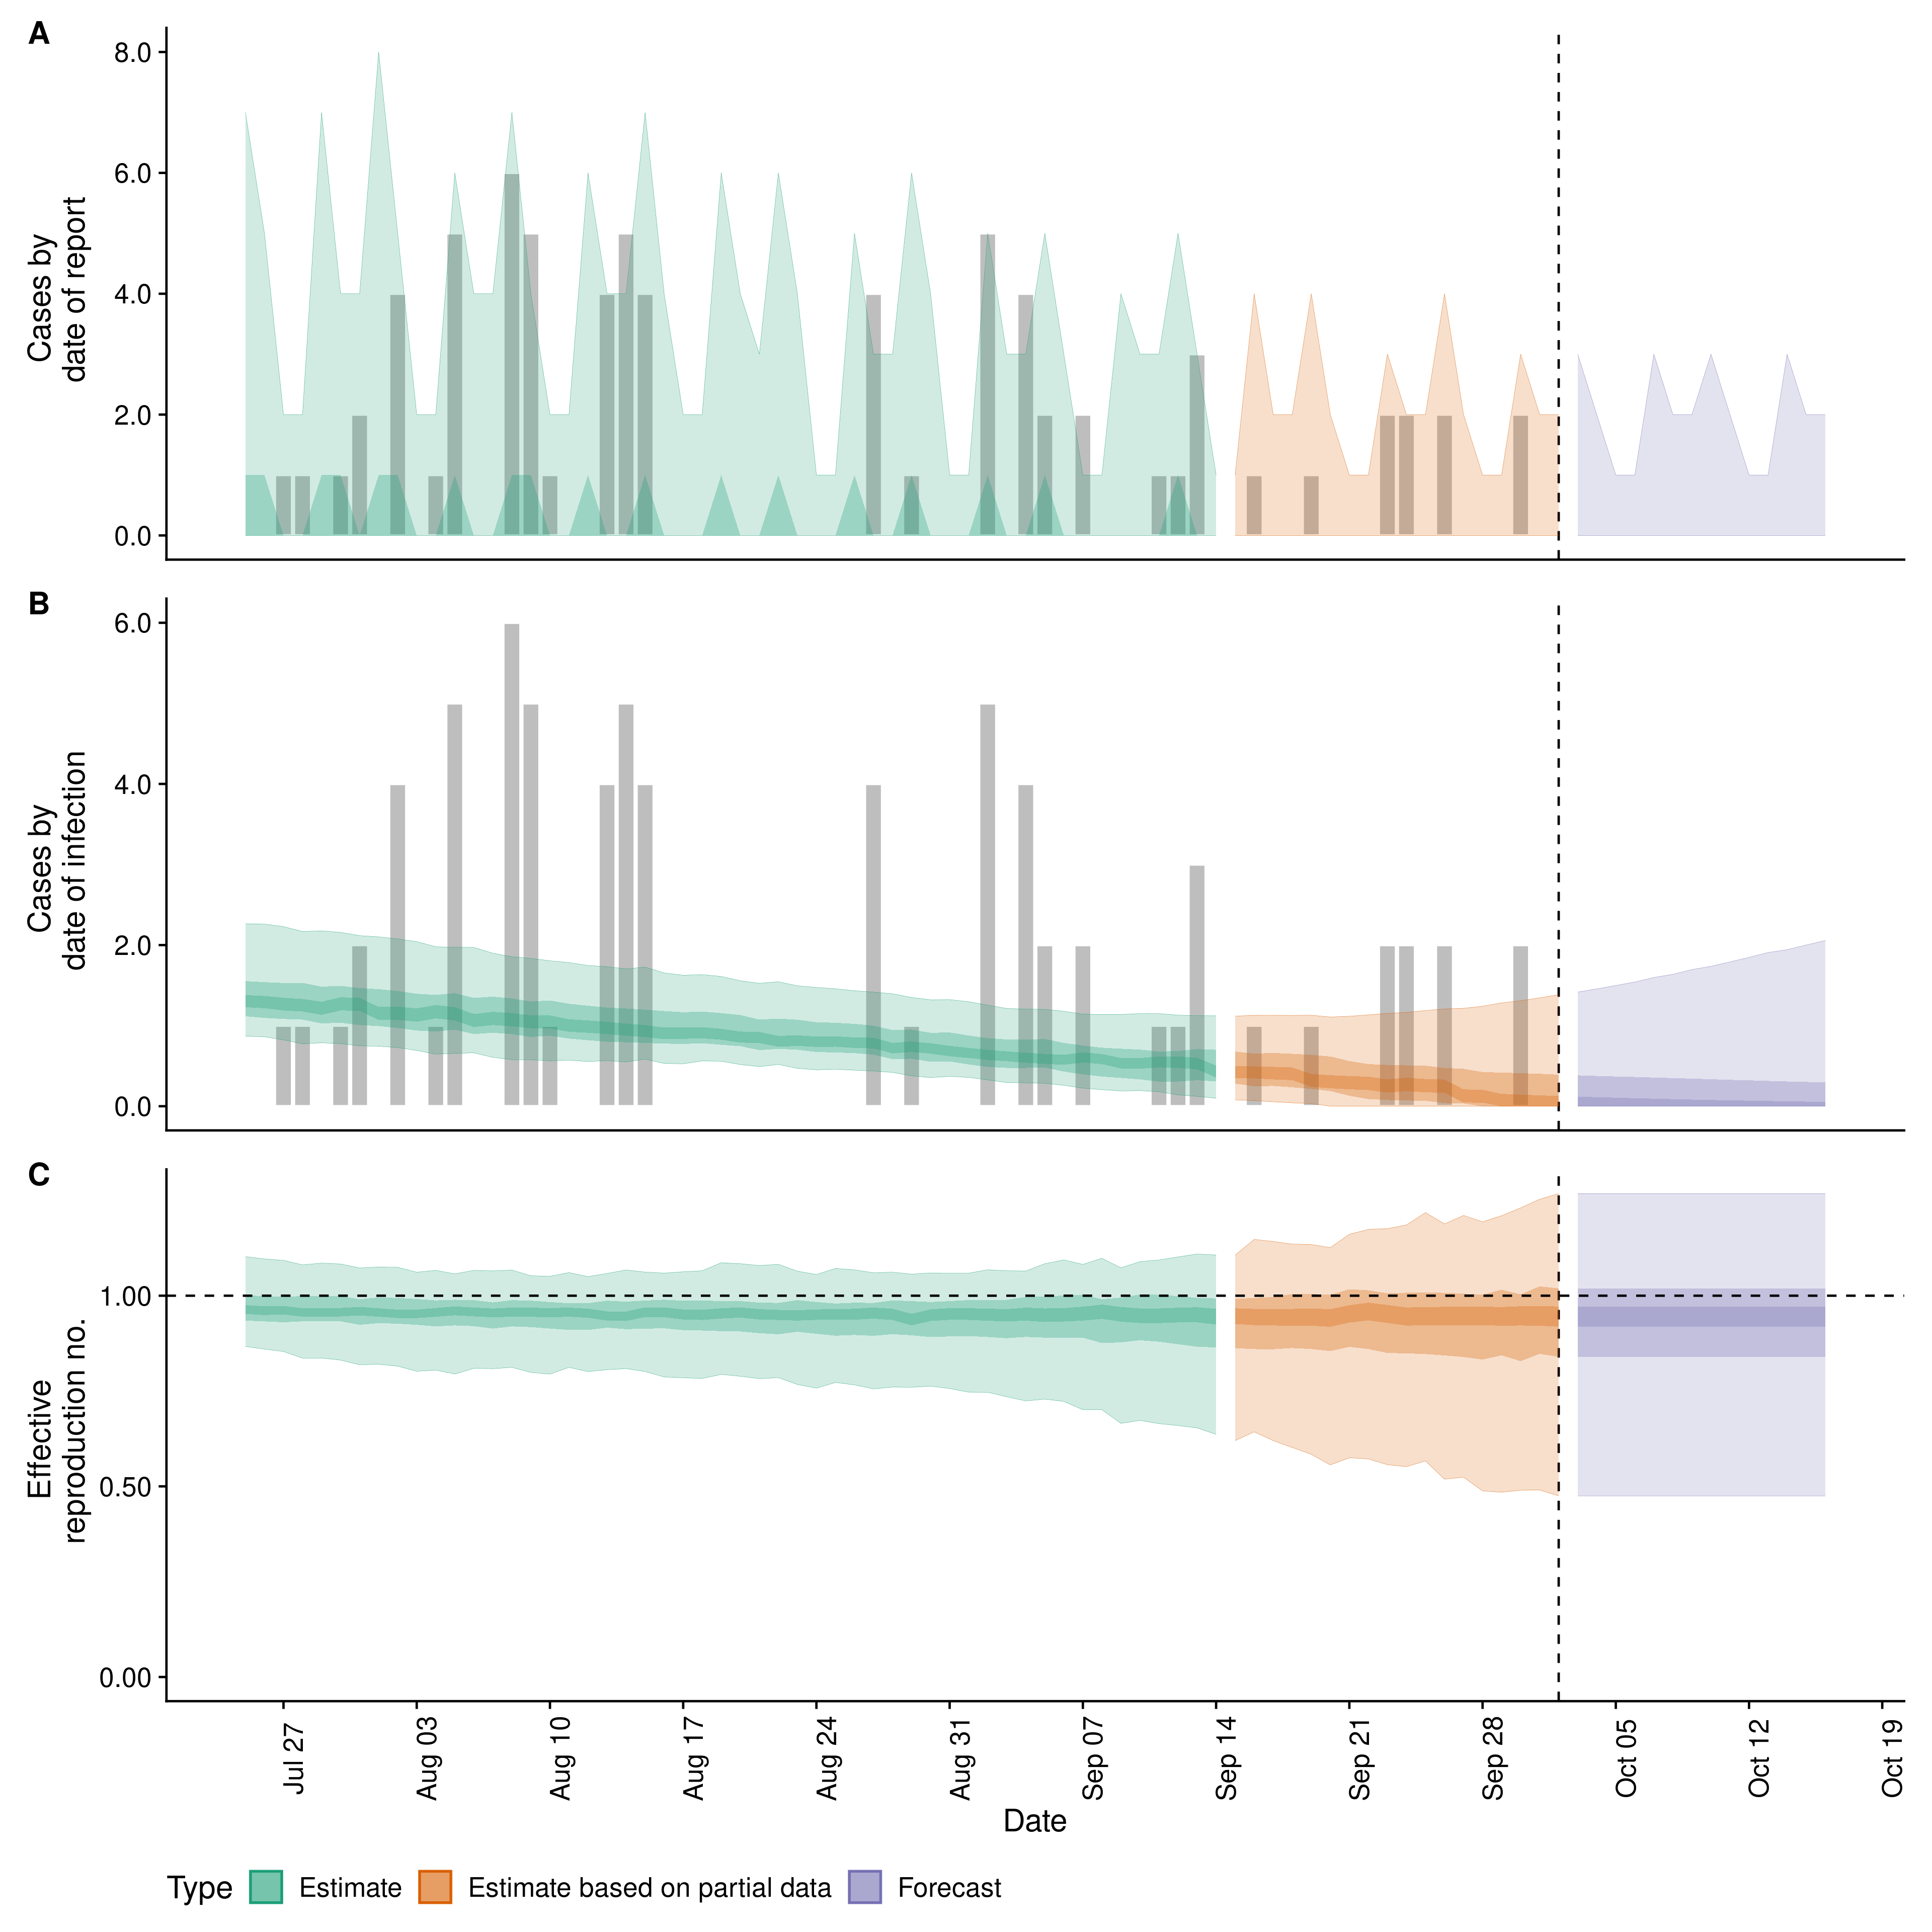 A
Cases by
date of report
8.0
6.0
4.0
2.0
0.0
B
Cases by
date of infection
6.0
4.0
2.0
0.0
C
Effective
reproduction no.
1.00
0.50
0.00
Jul 27
Aug 03
Aug 10
Aug 17
Aug 24
Aug 31
Sep 07
Sep 14
Sep 21
Sep 28
Oct 05
Oct 12
Oct 19
Date
Type Estimate Estimate based on partial data Forecast